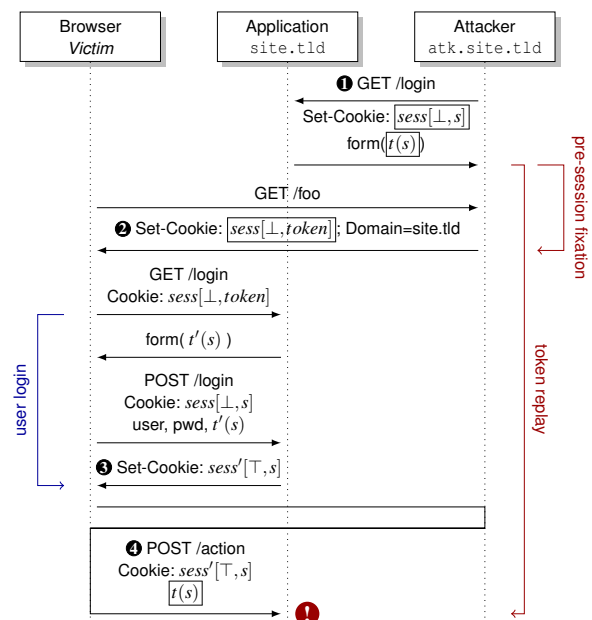 Browser
Victim
Application
site.tld
Attacker
atk.site.tld
❶ GET /login
Set-Cookie: sess[⊥,s]
form(t(s))
pre-session fixation
GET /foo
❷ Set-Cookie: sess[⊥,token]; Domain=site.tld
GET /login
Cookie: sess[⊥,token]
form( t′(s) )
user login
token replay
POST /login
Cookie: sess[⊥,s]
user, pwd, t′(s)
❸ Set-Cookie: sess′[⊤,s]
❹ POST /action
Cookie: sess′[⊤,s]
t(s)
!